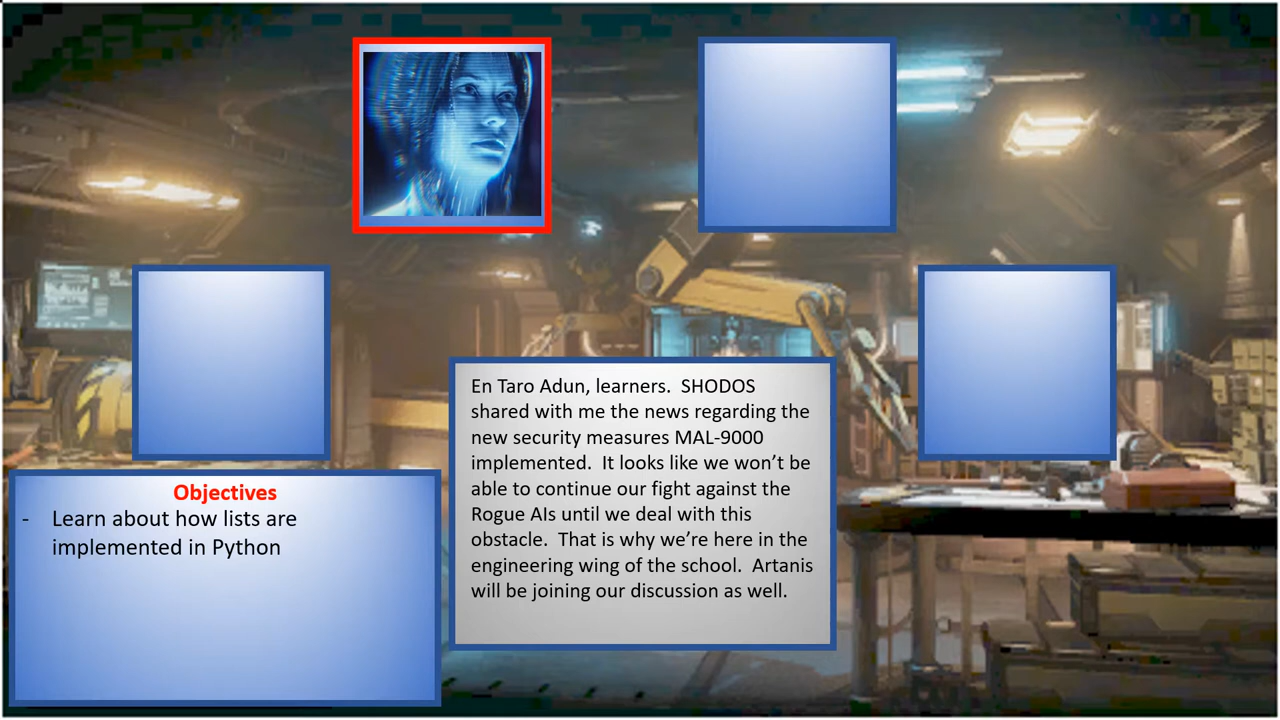 En Taro Adun, learners.  SHODOS
shared with me the news regarding the
new security measures MAL-9000
implemented.  It looks like we won’t be
able to continue our fight against the
Rogue AIs until we deal with this
obstacle.  That is why we’re here in the
engineering wing of the school.  Artanis
will be joining our discussion as well.
Objectives
- Learn about how lists are
implemented in Python